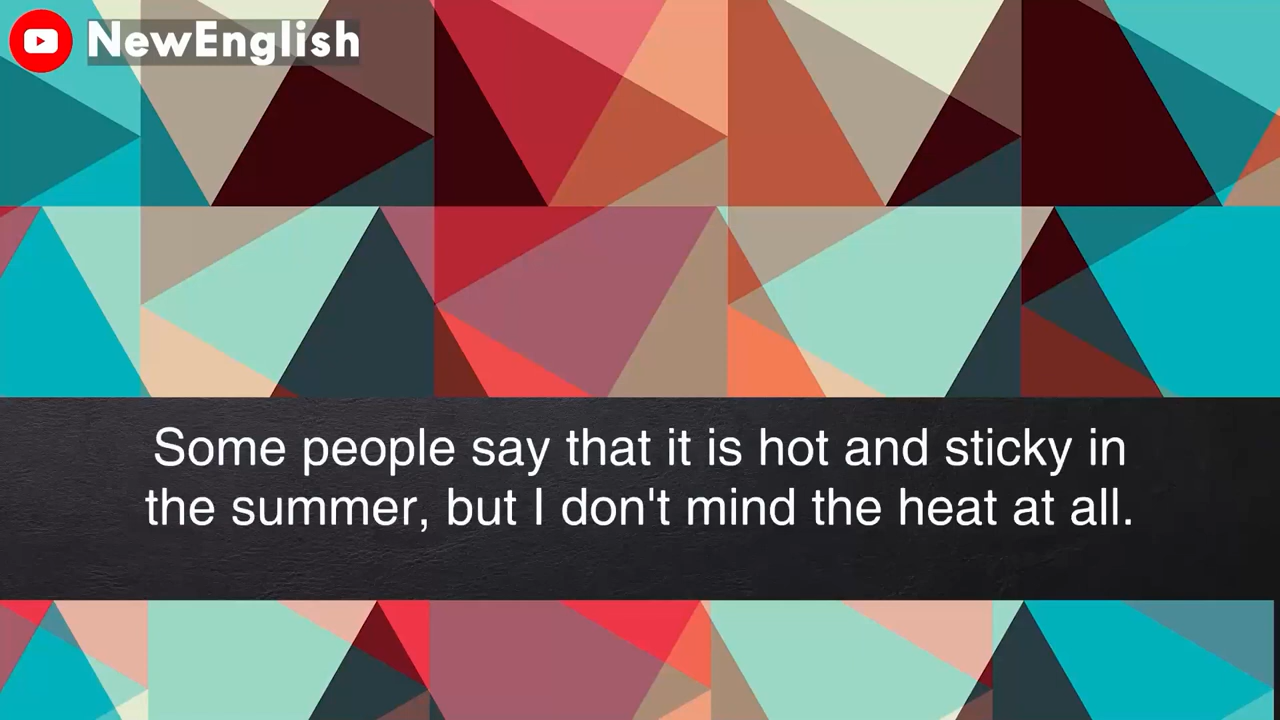 NewEnglish
Some people say that it is hot and sticky in
the summer, but I don't mind the heat at all.